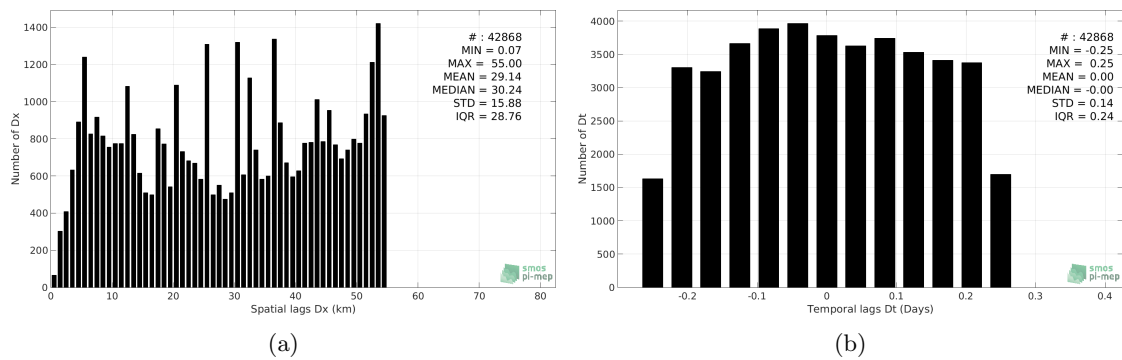 1400
1200
1000
800
600
400
200
0
Number of Dx
# : 42868
MIN = 0.07
MAX = 55.00
MEAN = 29.14
MEDIAN = 30.24
STD = 15.88
IQR = 28.76
smos
pi-mep
0 10 20 30 40 50 60 70 80
Spatial lags Dx (km)
(a)
4000
3500
3000
2500
2000
1500
1000
500
0
Number of Dt
# : 42868
MIN = -0.25
MAX = 0.25
MEAN = 0.00
MEDIAN = -0.00
STD = 0.14
IQR = 0.24
smos
pi-mep
-0.2 -0.1 0 0.1 0.2 0.3 0.4
Temporal lags Dt (Days)
(b)